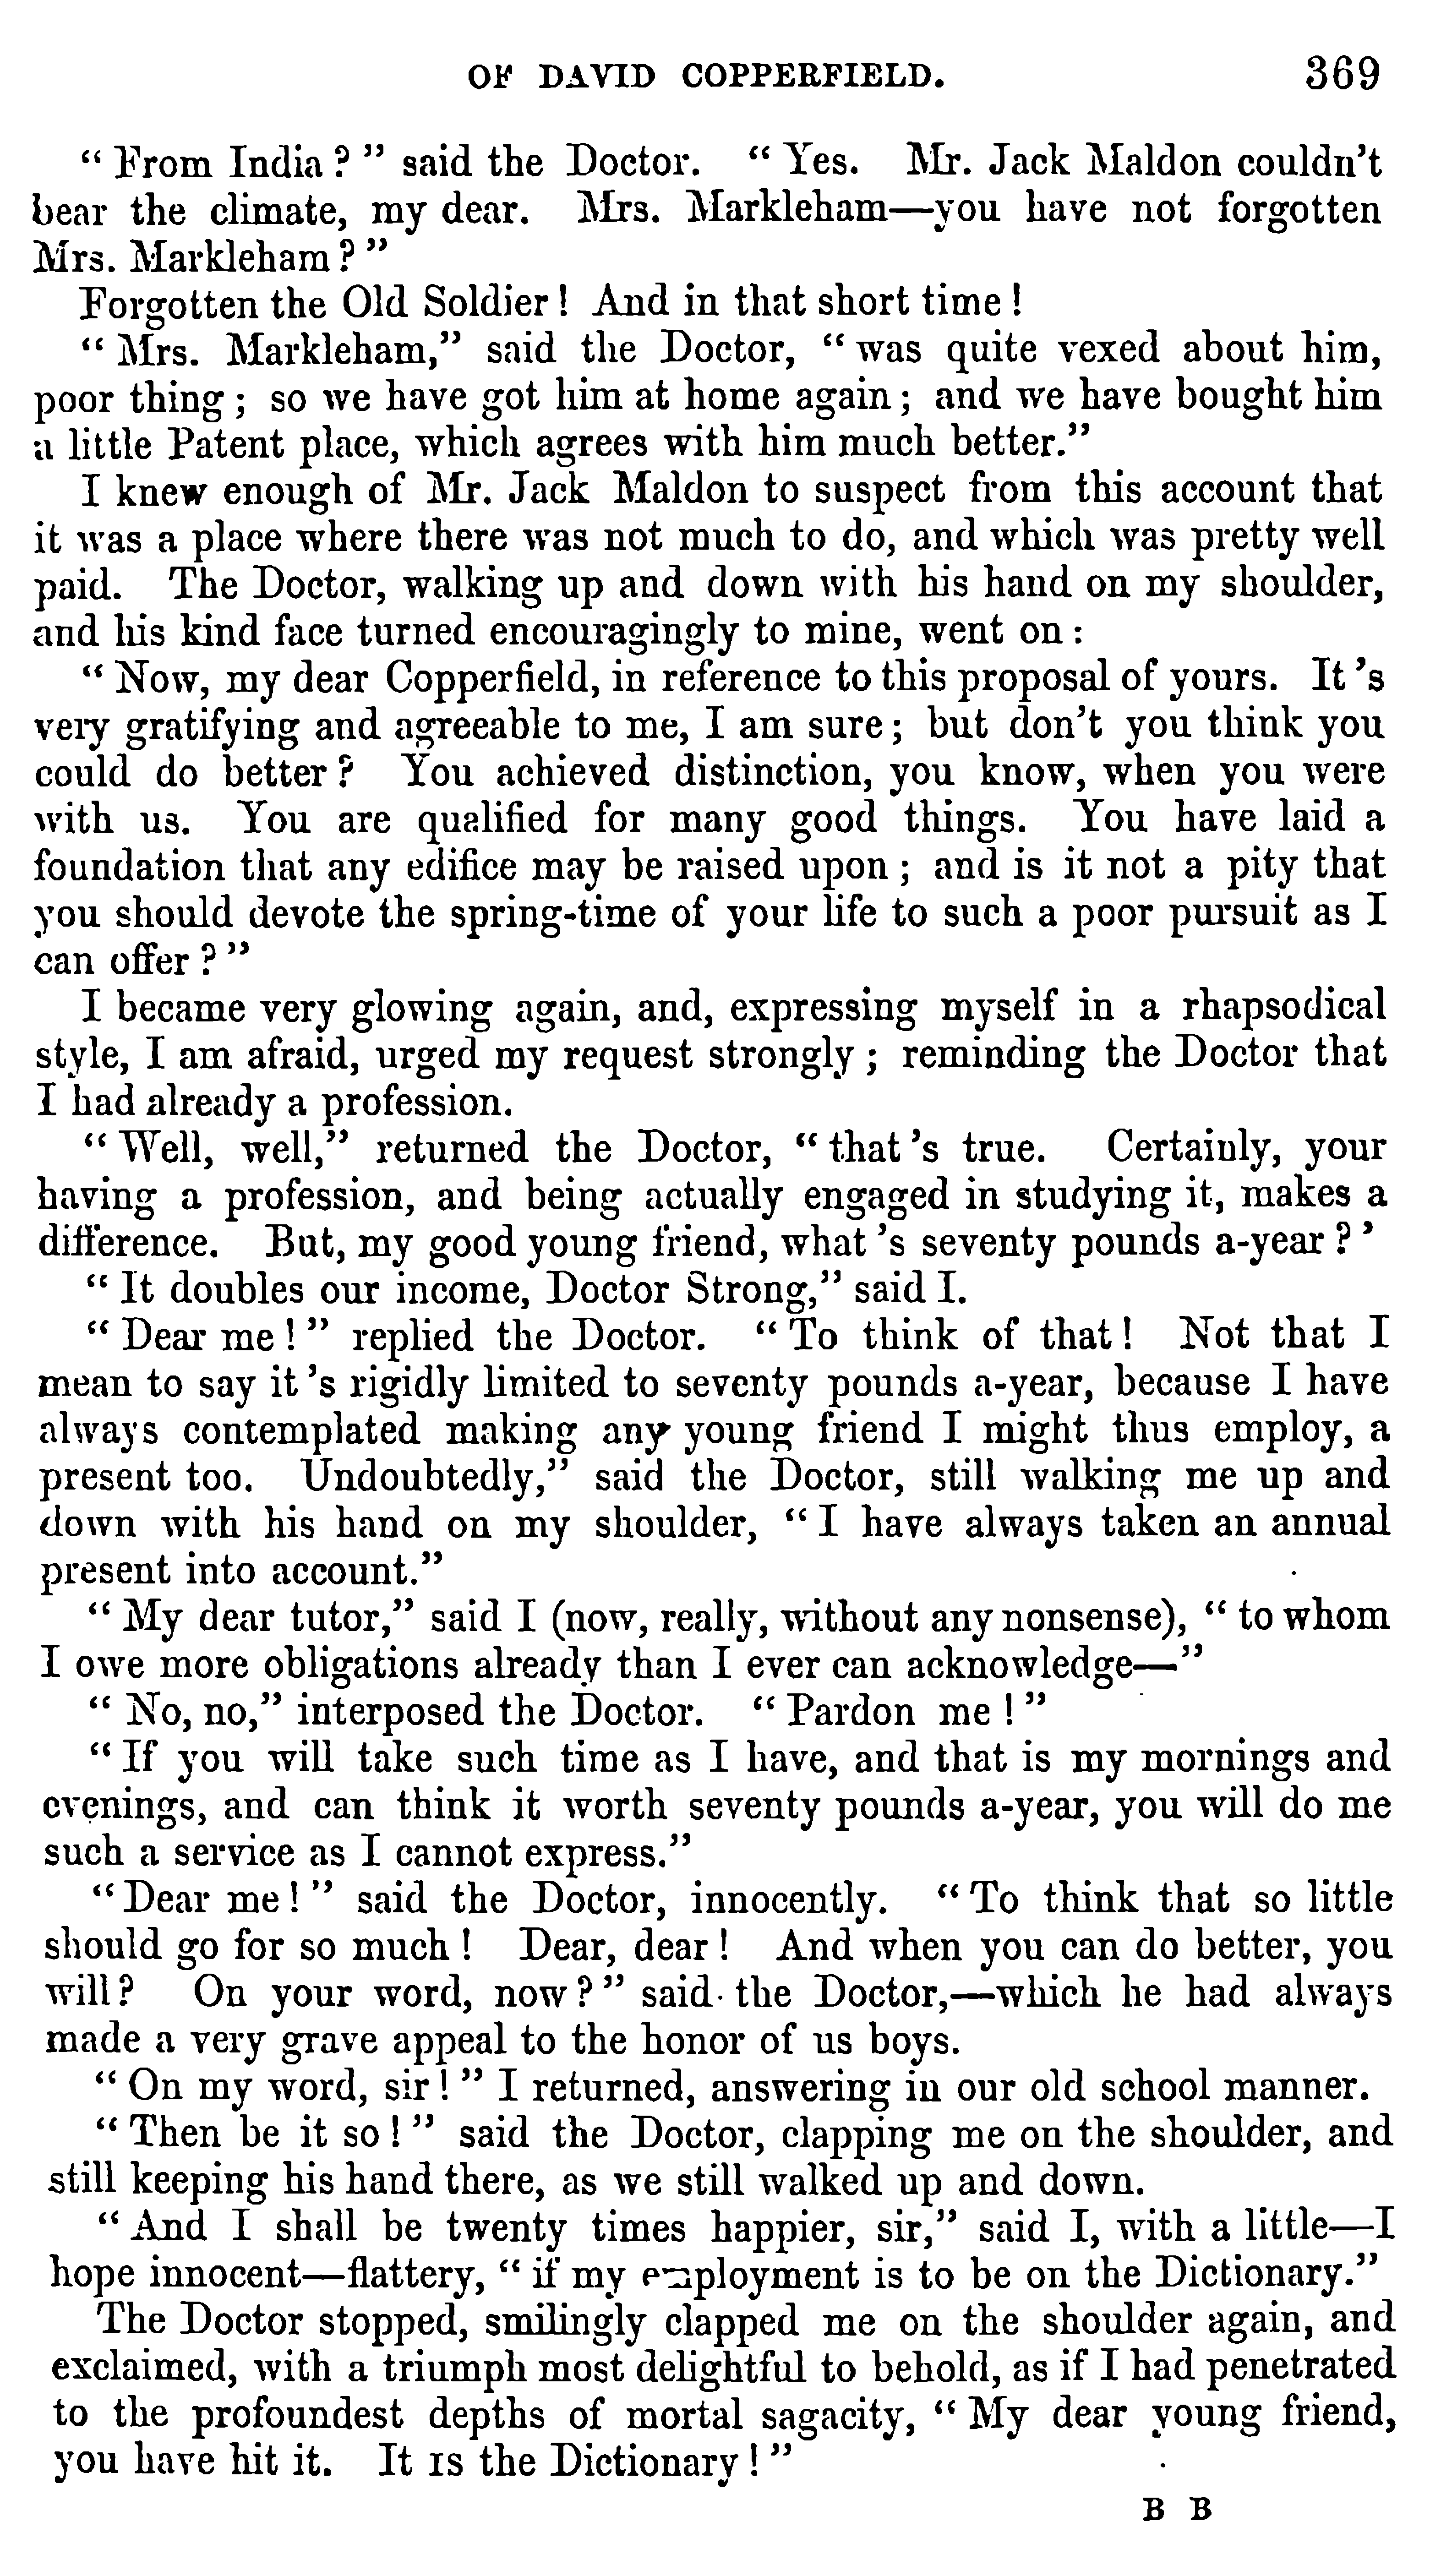 OF DAVID COPPERFIELD. 369
“ From India ? ” said the Doctor. “ Yes. Mr. Jack Maldon couldn’t
bear the climate, my dear. Mrs. Markleham—you have not forgotten
Mrs. Markleham ? ”
Forgotten the Old Soldier ! And in that short time !
“ Mrs. Markleham,” said the Doctor, “ was quite vexed about him,
poor thing ; so we have got him at home again ; and we have bought him
a little Patent place, which agrees with him much better.”
I knew enough of Mr. Jack Maldon to suspect from this account that
it was a place where there was not much to do, and which was pretty well
paid. The Doctor, walking up and down with his hand on my shoulder,
and his kind face turned encouragingly to mine, went on :
“ Now, my dear Copperfield, in reference to this proposal of yours. It ’s
very gratifying and agreeable to me, I am sure ; but don’t you think you
could do better ? You achieved distinction, you know, when you were
with us. You are qualified for many good things. You have laid a
foundation that any edifice may be raised upon ; and is it not a pity that
you should devote the spring-time of your life to such a poor pursuit as I
can offer ? ”
I became very glowing again, and, expressing myself in a rhapsodical
style, I am afraid, urged my request strongly ; reminding the Doctor that
I had already a profession.
“ Well, well,” returned the Doctor, “ that ’s true. Certainly, your
having a profession, and being actually engaged in studying it, makes a
difference. But, my good young friend, what ’s seventy pounds a-year ? ’
“ It doubles our income, Doctor Strong,” said I.
“ Dear me ! ” replied the Doctor. “ To think of that ! Not that I
mean to say it ’s rigidly limited to seventy pounds a-year, because I have
always contemplated making any young friend I might thus employ, a
present too. Undoubtedly,” said the Doctor, still walking me up and
down with his hand on my shoulder, “ I have always taken an annual
present into account.”
“ My dear tutor,” said I (now, really, without any nonsense), “ to whom
I owe more obligations already than I ever can acknowledge—”
“ No, no,” interposed the Doctor. “ Pardon me ! ”
“ If you will take such time as I have, and that is my mornings and
evenings, and can think it worth seventy pounds a-year, you will do me
such a service as I cannot express.”
“ Dear me ! ” said the Doctor, innocently. “ To think that so little
should go for so much ! Dear, dear ! And when you can do better, you
will ? On your word, now ? ” said the Doctor,—which he had always
made a very grave appeal to the honor of us boys.
“ On my word, sir ! ” I returned, answering in our old school manner.
“ Then be it so ! ” said the Doctor, clapping me on the shoulder, and
still keeping his hand there, as we still walked up and down.
“ And I shall be twenty times happier, sir,” said I, with a little—I
hope innocent—flattery, “ if my employment is to be on the Dictionary.”
The Doctor stopped, smilingly clapped me on the shoulder again, and
exclaimed, with a triumph most delightful to behold, as if I had penetrated
to the profoundest depths of mortal sagacity, “ My dear young friend,
you have hit it. It IS the Dictionary ! ”
B B